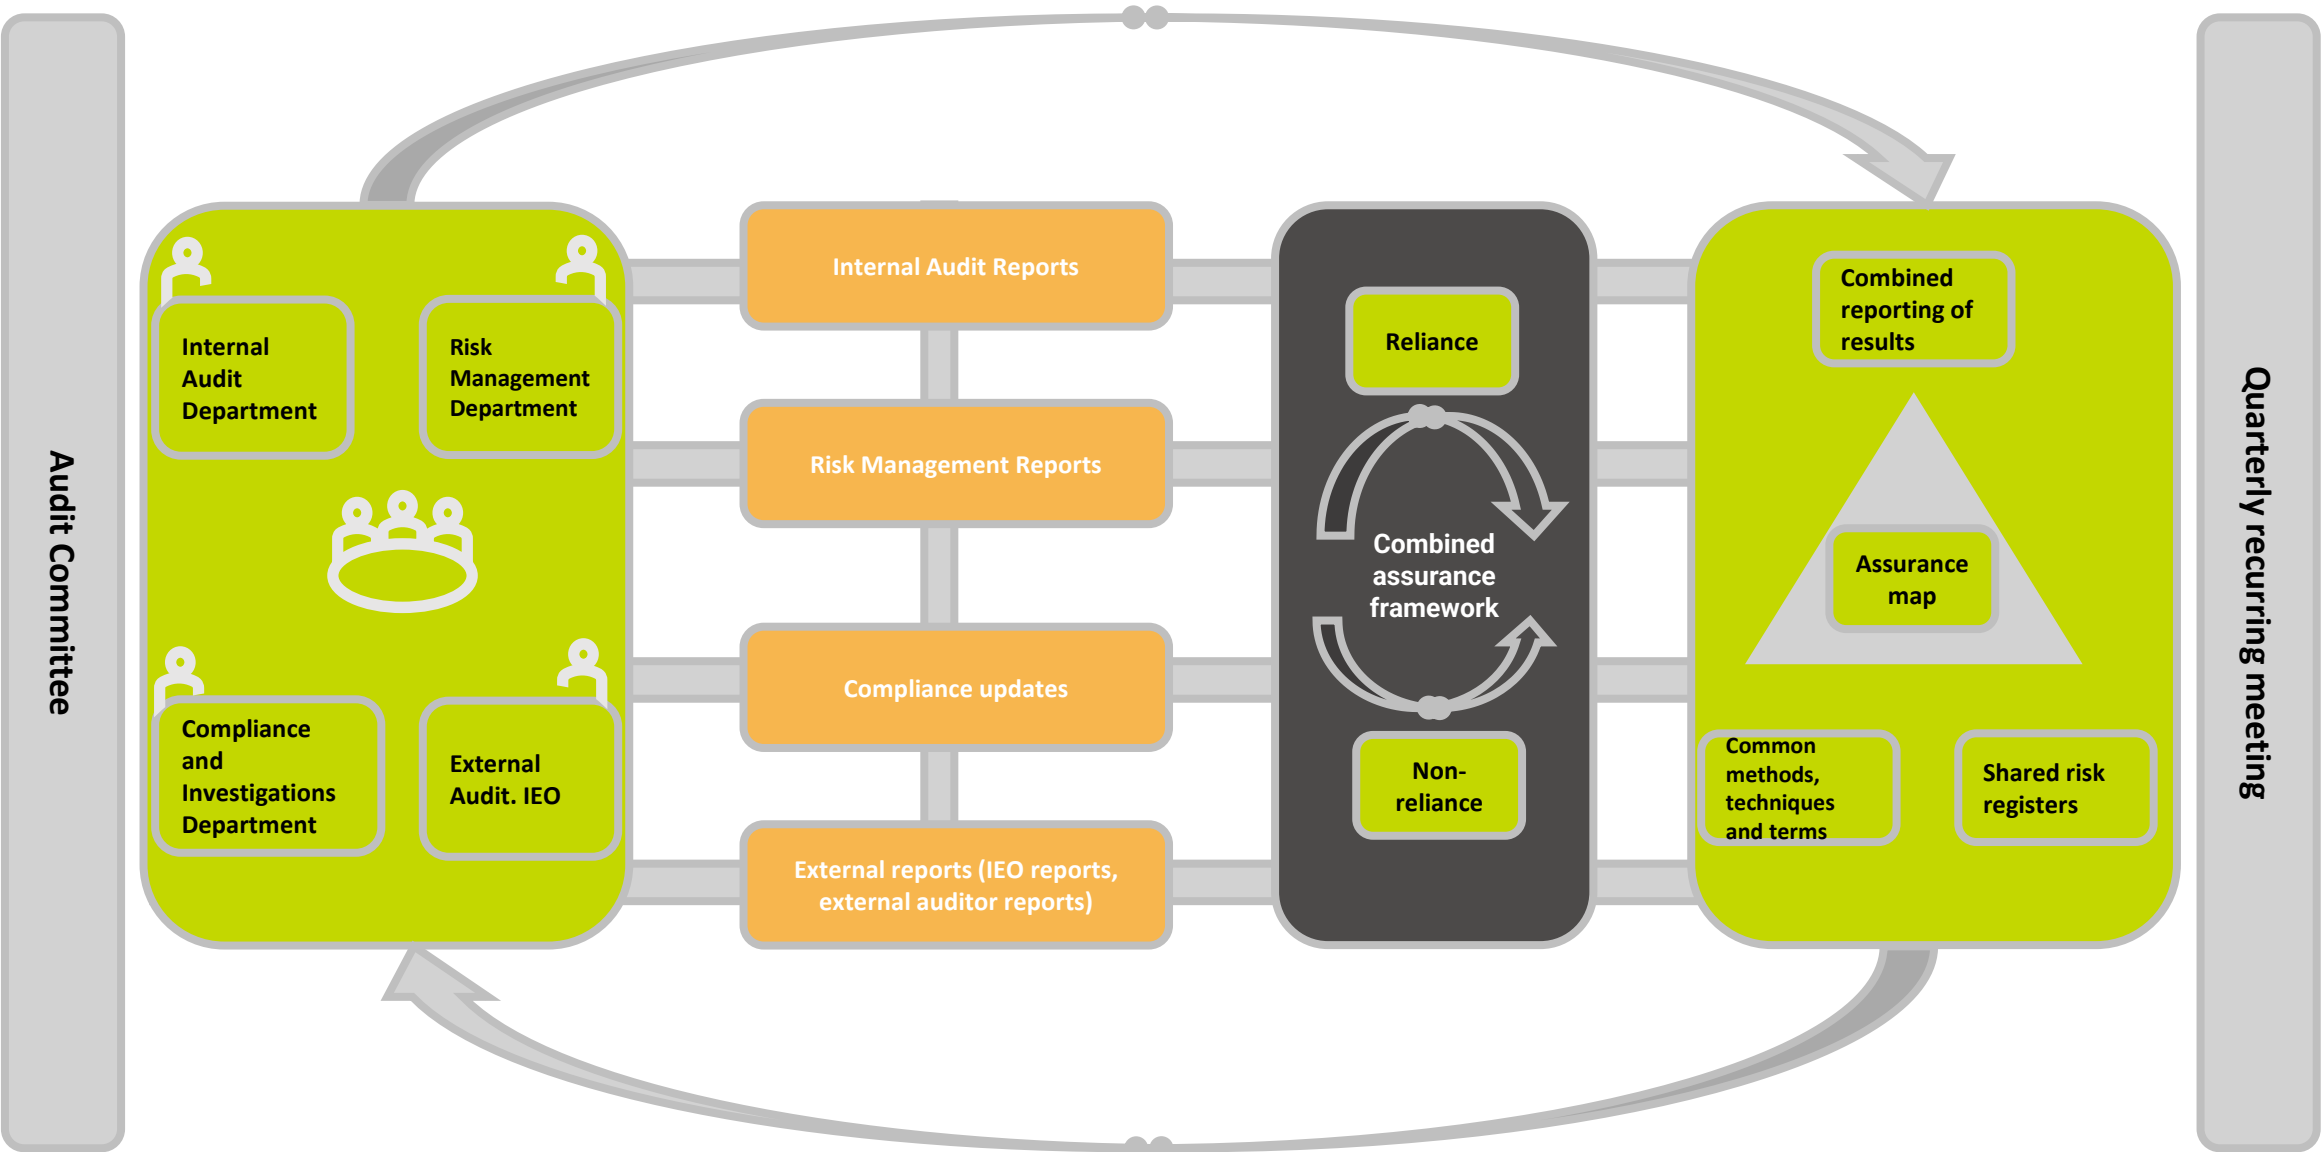 Audit Committee
Internal
Audit
Department
Risk
Management
Department
Compliance
and
Investigations
Department
External
Audit. IEO
Internal Audit Reports
Risk Management Reports
Compliance updates
External reports (IEO reports,
external auditor reports)
Reliance
Combined
assurance
framework
Non-
reliance
Combined
reporting of
results
Assurance
map
Common
methods,
techniques
and terms
Shared risk
registers
Quarterly recurring meeting